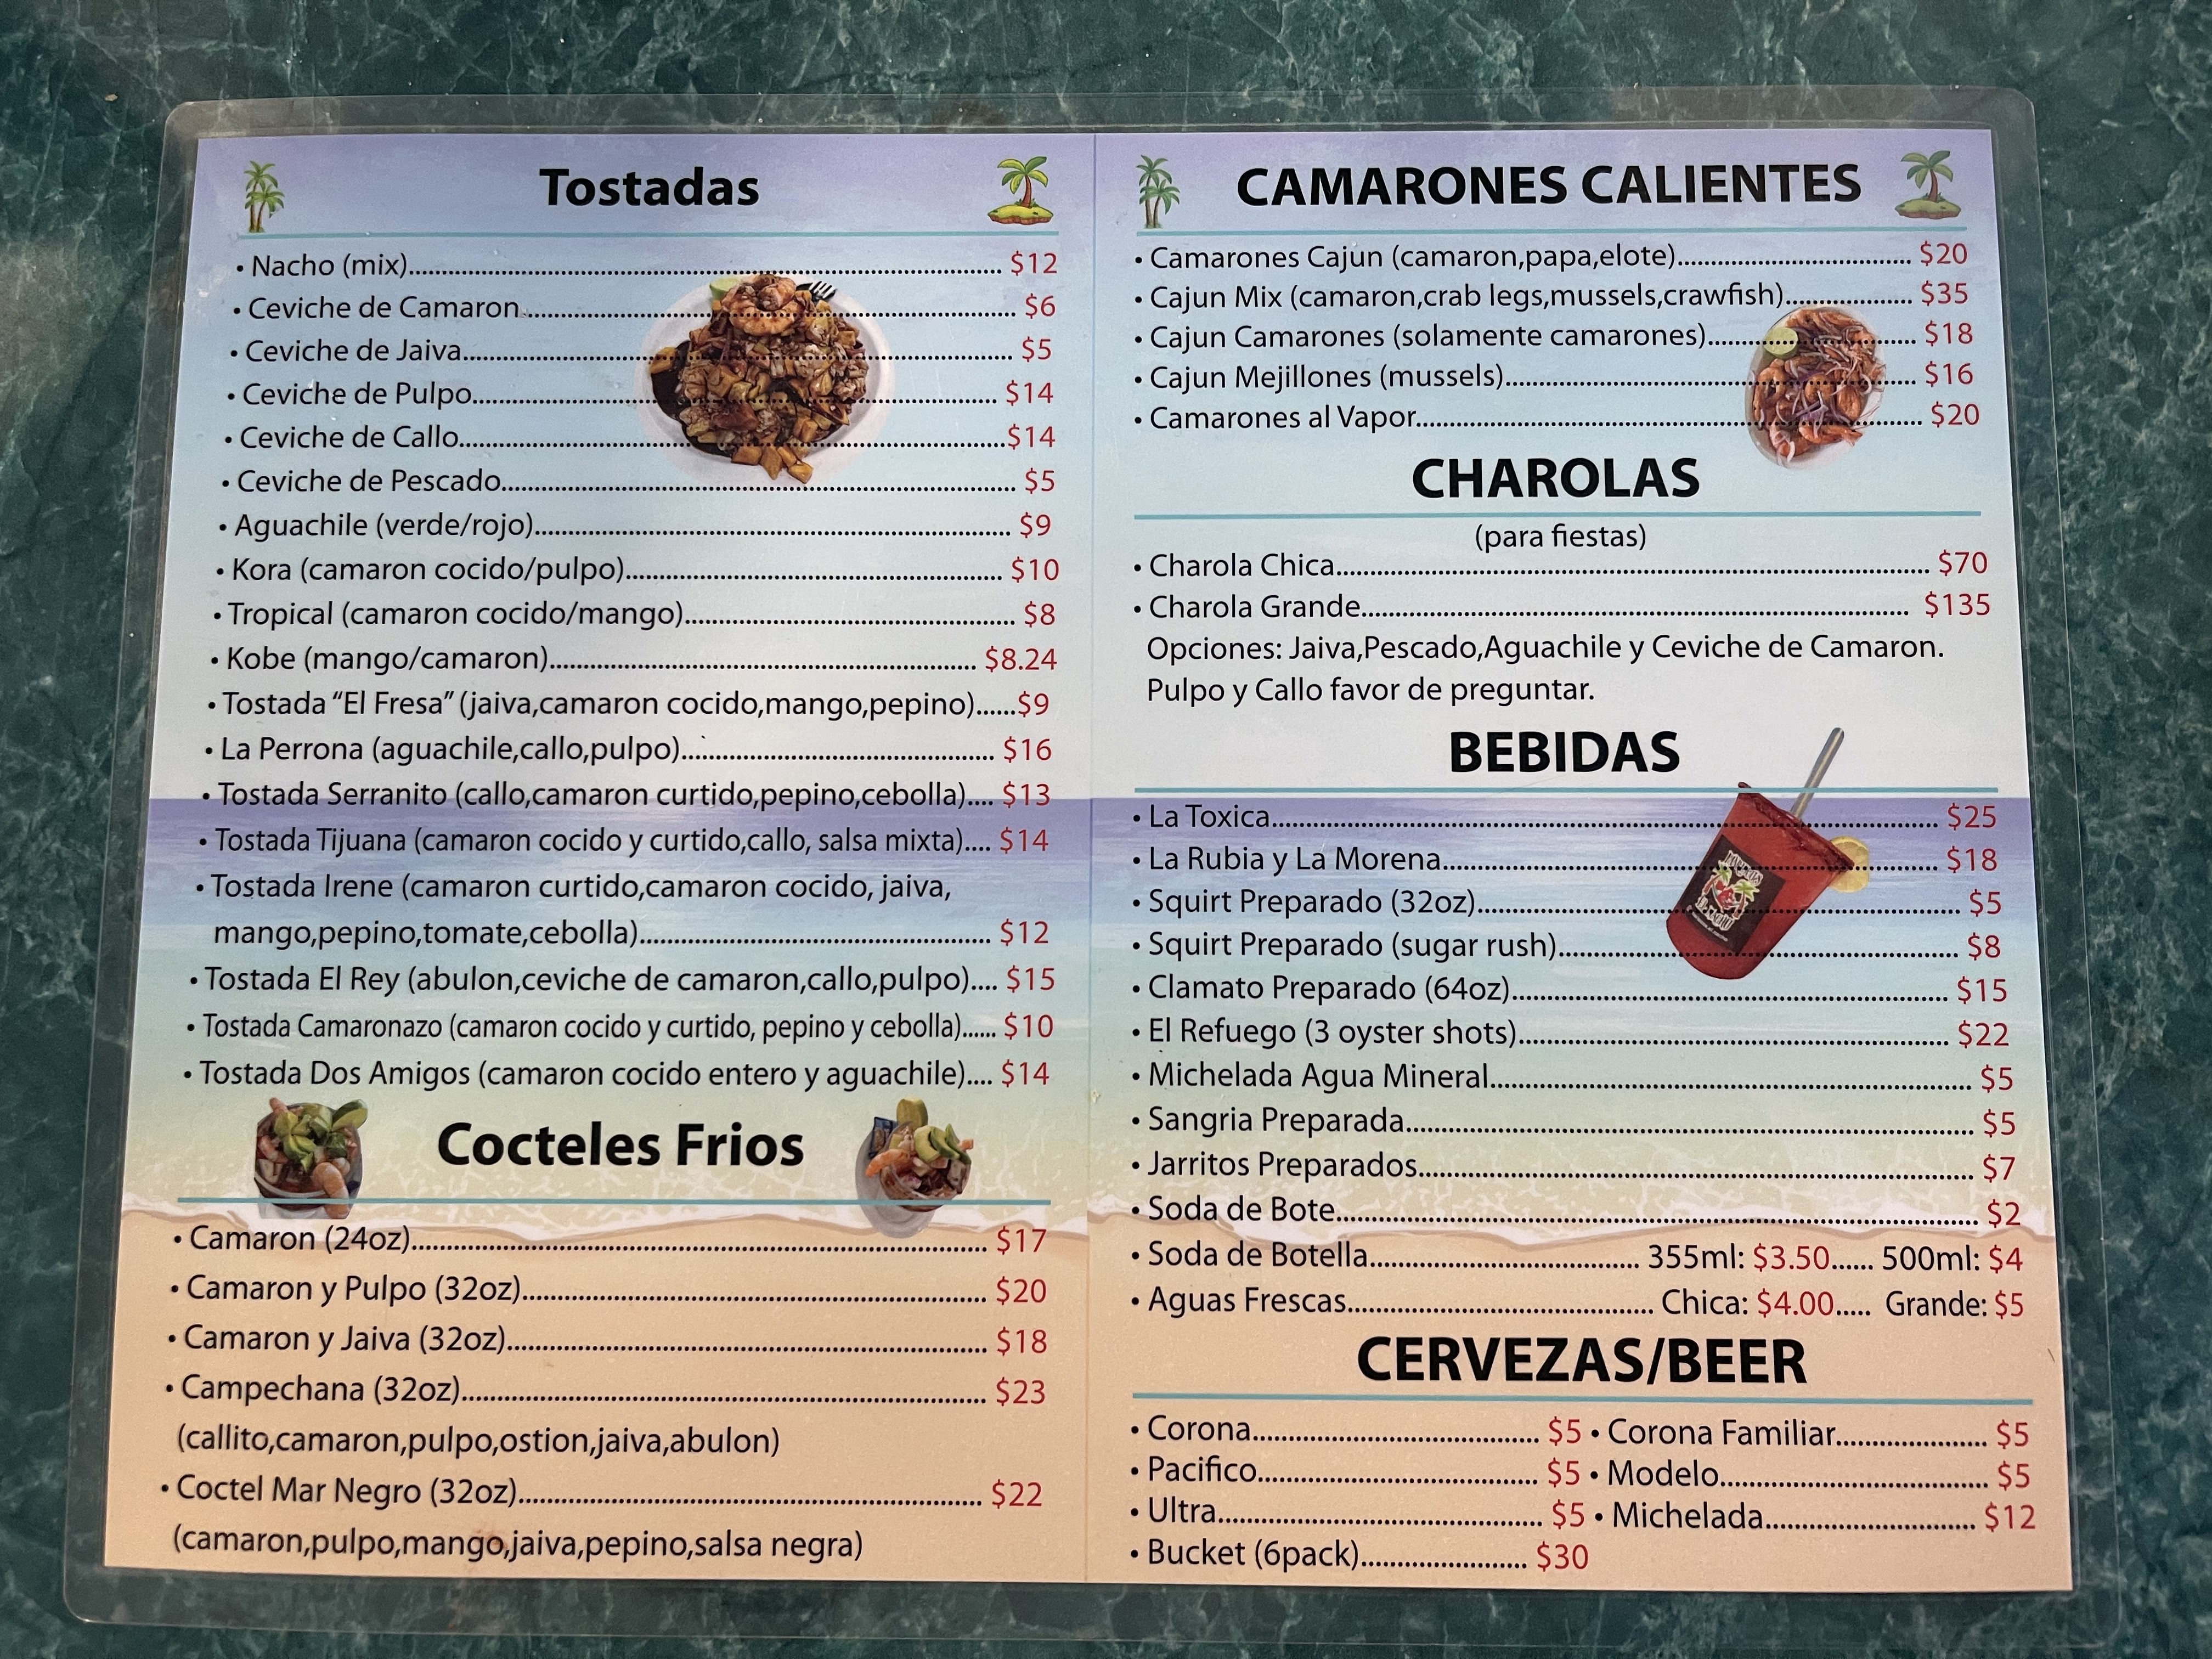 Tostadas
• Nacho (mix)........ $12
• Ceviche de Camaron........ $6
• Ceviche de Jaiva........ $5
• Ceviche de Pulpo........ $14
• Ceviche de Callo........ $14
• Ceviche de Pescado........ $5
• Aguachile (verde/rojo)........ $9
• Kora (camaron cocido/pulpo)........ $10
• Tropical (camaron cocido/mango)........ $8
• Kobe (mango/camaron)........ $8.24
• Tostada “El Fresa” (jaiva,camaron cocido,mango,pepino)......$9
• La Perrona (aguachile,callo,pulpo)........ $16
• Tostada Serranito (callo,camaron curtido,pepino,cebolla).... $13
• Tostada Tijuana (camaron cocido y curtido,callo, salsa mixta).... $14
• Tostada Irene (camaron curtido,camaron cocido, jaiva,
mango,pepino,tomate,cebolla)........ $12
• Tostada El Rey (abulon,ceviche de camaron,callo,pulpo).... $15
• Tostada Camaronazo (camaron cocido y curtido, pepino y cebolla)...... $10
• Tostada Dos Amigos (camaron cocido entero y aguachile).... $14
Cocteles Frios
• Camaron (24oz)........ $17
• Camaron y Pulpo (32oz)........ $20
• Camaron y Jaiva (32oz)........ $18
• Campechana (32oz)........ $23
(callito,camaron,pulpo,ostion,jaiva,abulon)
• Coctel Mar Negro (32oz)........ $22
(camaron,pulpo,mango,jaiva,pepino,salsa negra)
CAMARONES CALIENTES
• Camarones Cajun (camaron,papa,elote)........ $20
• Cajun Mix (camaron,crab legs,mussels,crawfish)........ $35
• Cajun Camarones (solamente camarones)........ $18
• Cajun Mejillones (mussels)........ $16
• Camarones al Vapor........ $20
CHAROLAS
(para fiestas)
• Charola Chica........ $70
• Charola Grande........ $135
Opciones: Jaiva,Pescado,Aguachile y Ceviche de Camaron.
Pulpo y Callo favor de preguntar.
BEBIDAS
• La Toxica........ $25
• La Rubia y La Morena........ $18
• Squirt Preparado (32oz)........ $5
• Squirt Preparado (sugar rush)........ $8
• Clamato Preparado (64oz)........ $15
• El Refuego (3 oyster shots)........ $22
• Michelada Agua Mineral........ $5
• Sangria Preparada........ $5
• Jarritos Preparados........ $7
• Soda de Bote........ $2
• Soda de Botella........ 355ml: $3.50...... 500ml: $4
• Aguas Frescas........ Chica: $4.00..... Grande: $5
CERVEZAS/BEER
• Corona........ $5 • Corona Familiar........ $5
• Pacifico........ $5 • Modelo........ $5
• Ultra........ $5 • Michelada........ $12
• Bucket (6pack)........ $30